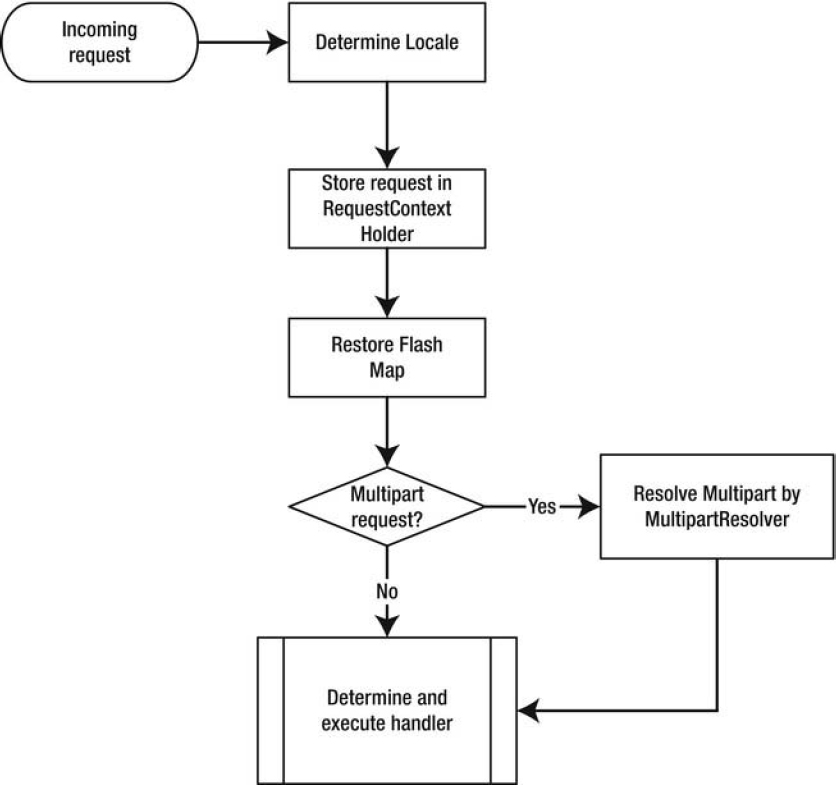 Incoming
request
Determine Locale
Store request in
RequestContext
Holder
Restore Flash
Map
Multipart
request?
Yes
Resolve Multipart by
MultipartResolver
No
Determine and
execute handler